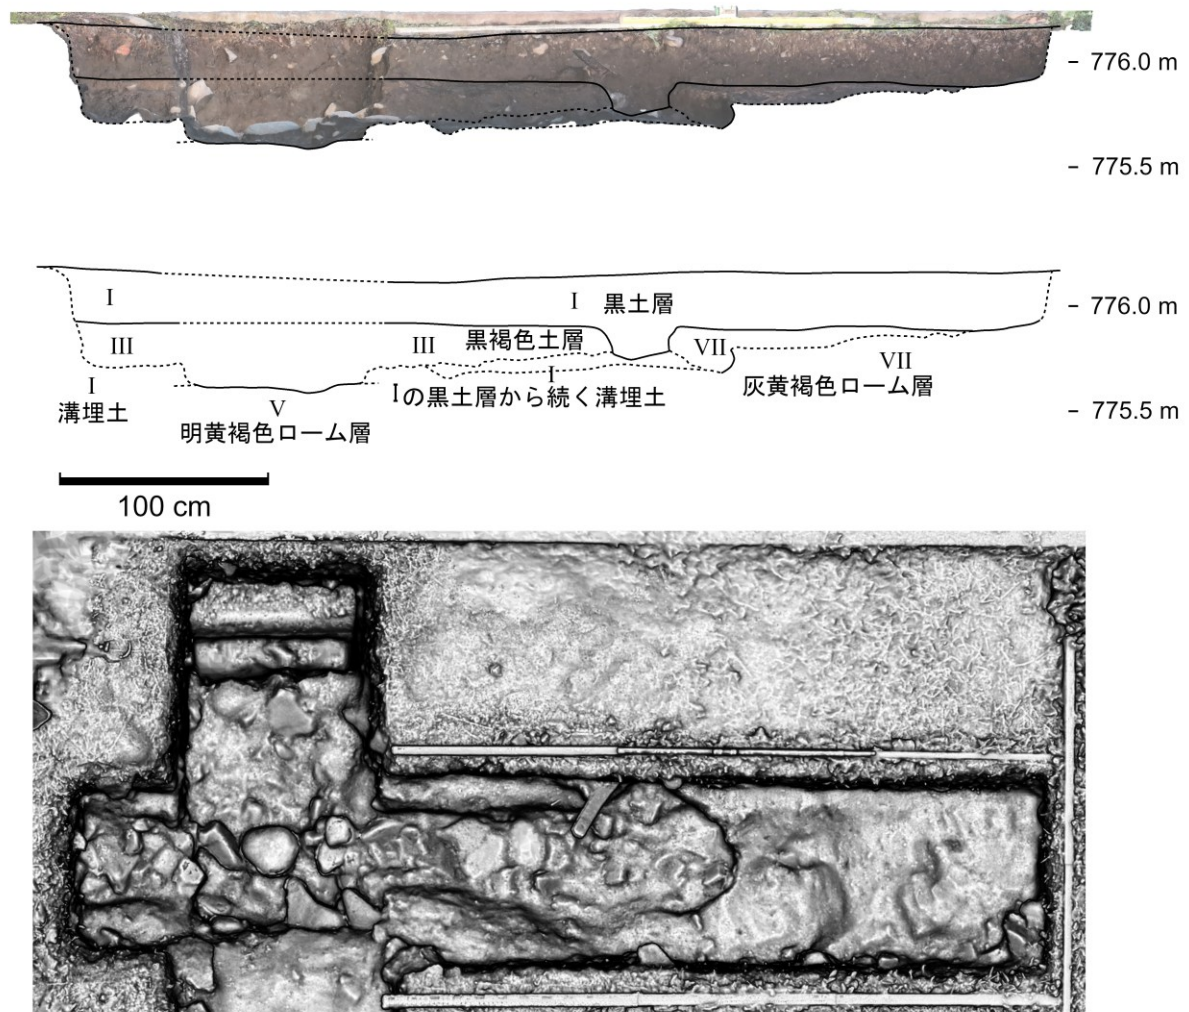 776.0 m
775.5 m
I
I 黒土層
776.0 m
III
III
黒褐色土層
VII
VII
I
I
溝埋土
Iの黒土層から続く溝埋土
灰黄褐色ローム層
775.5 m
V
明黄褐色ローム層
100 cm